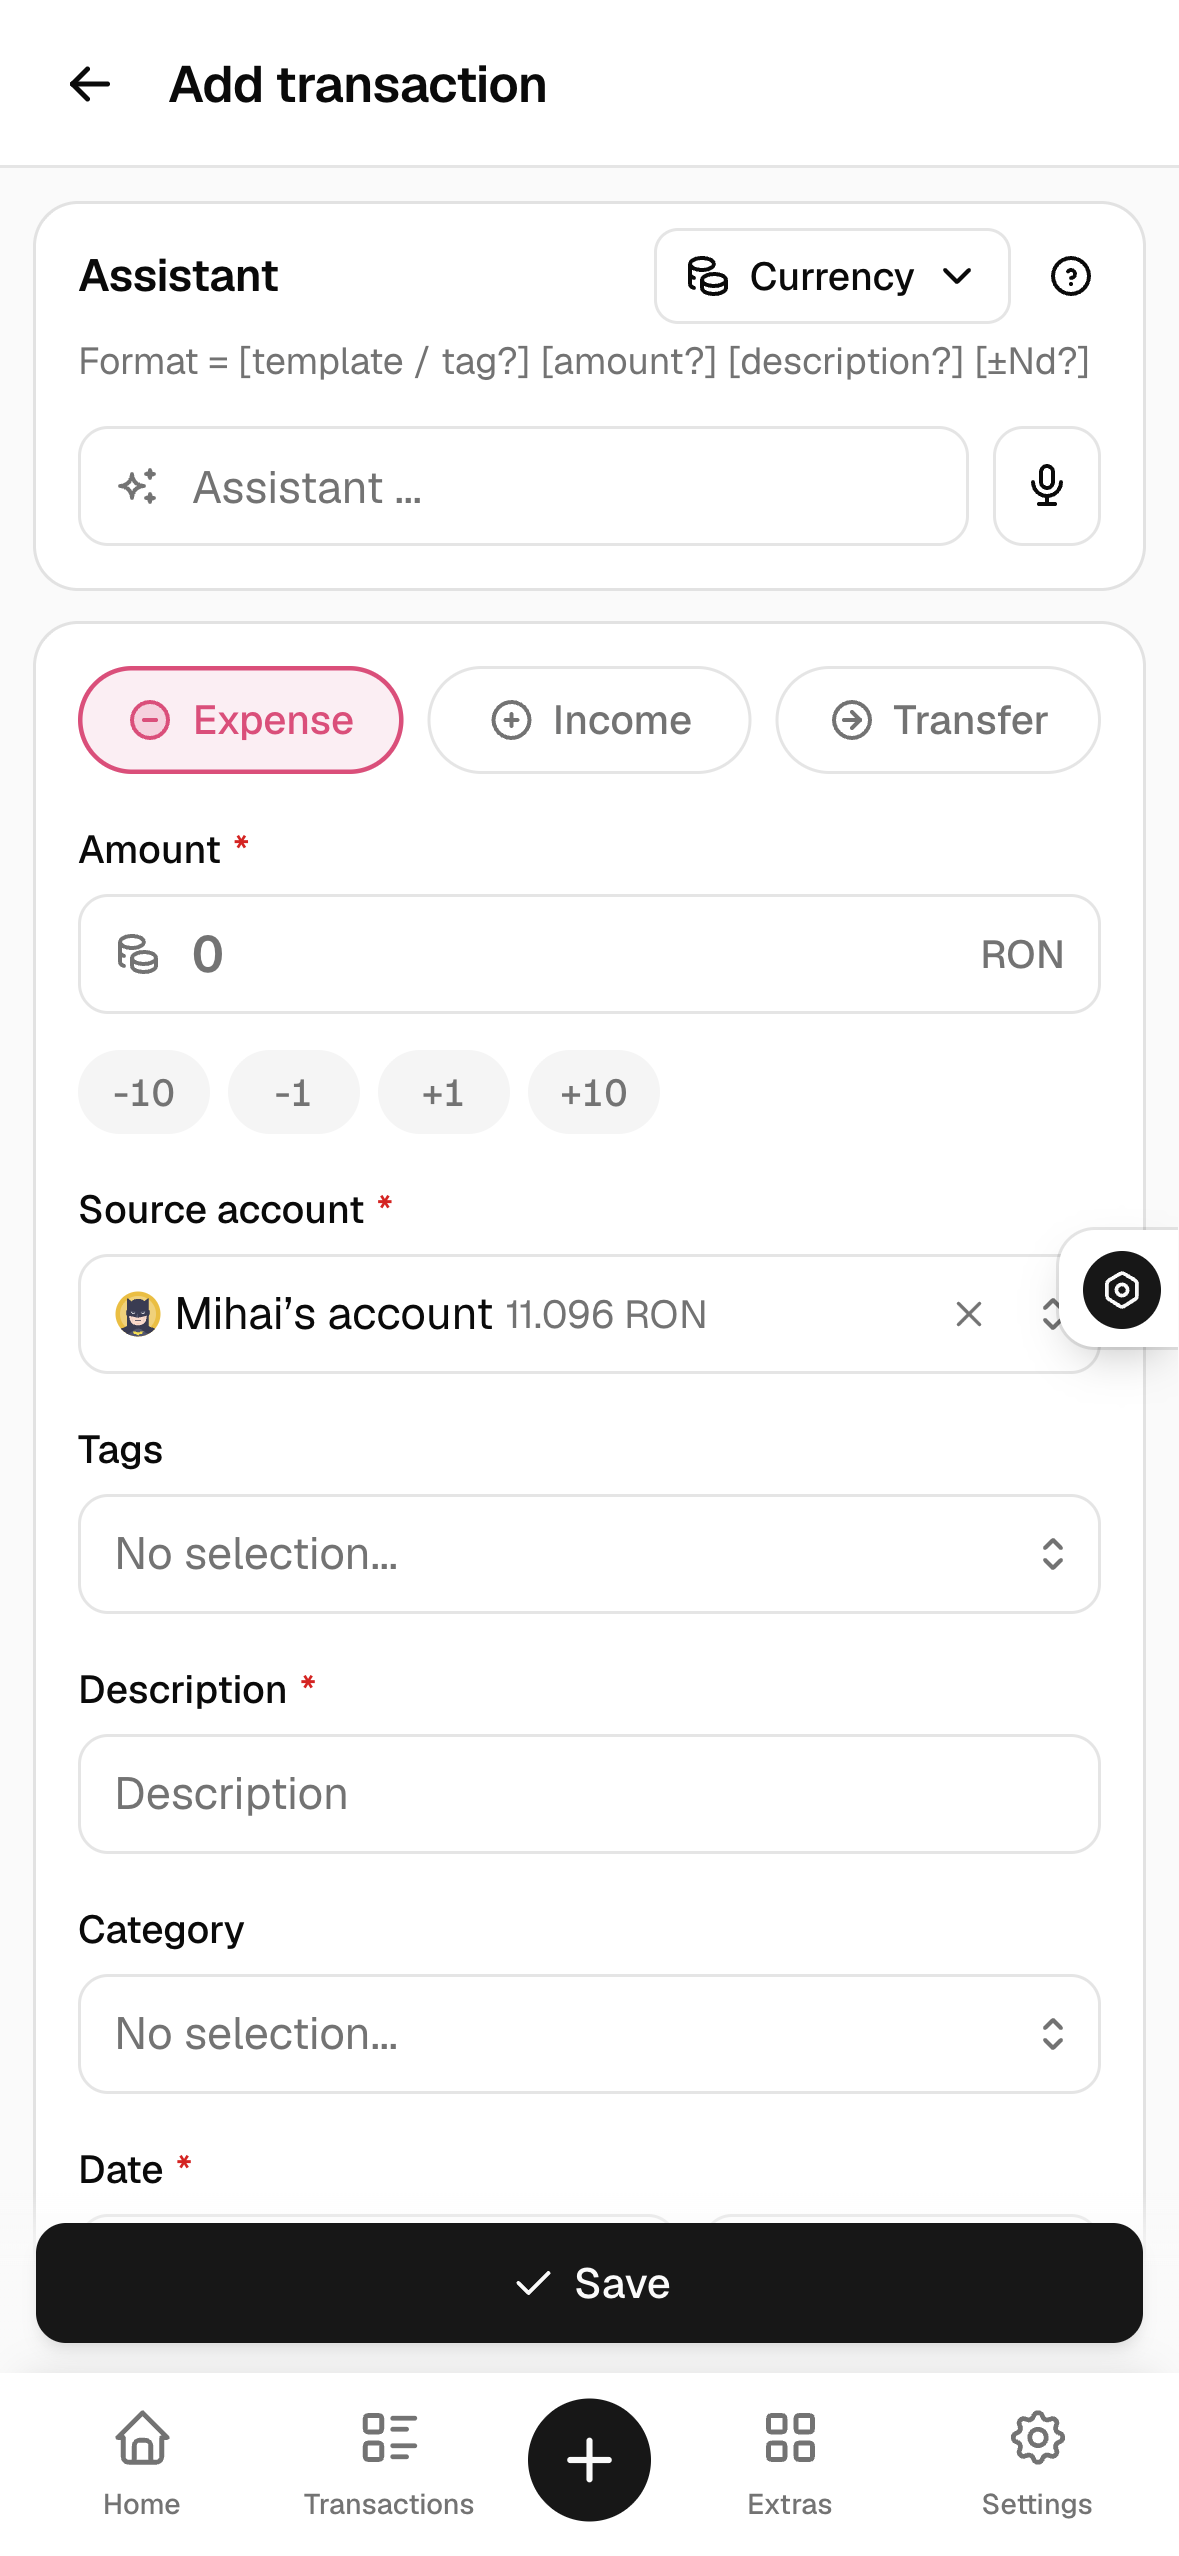 Add transaction
Assistant
Currency
Format = [template / tag?] [amount?] [description?] [±Nd?]
Assistant ...
Expense
Income
Transfer
Amount *
0
RON
-10
-1
+1
+10
Source account *
Mihai’s account 11.096 RON
Tags
No selection...
Description *
Description
Category
No selection...
Date *
Save
Home
Transactions
Extras
Settings